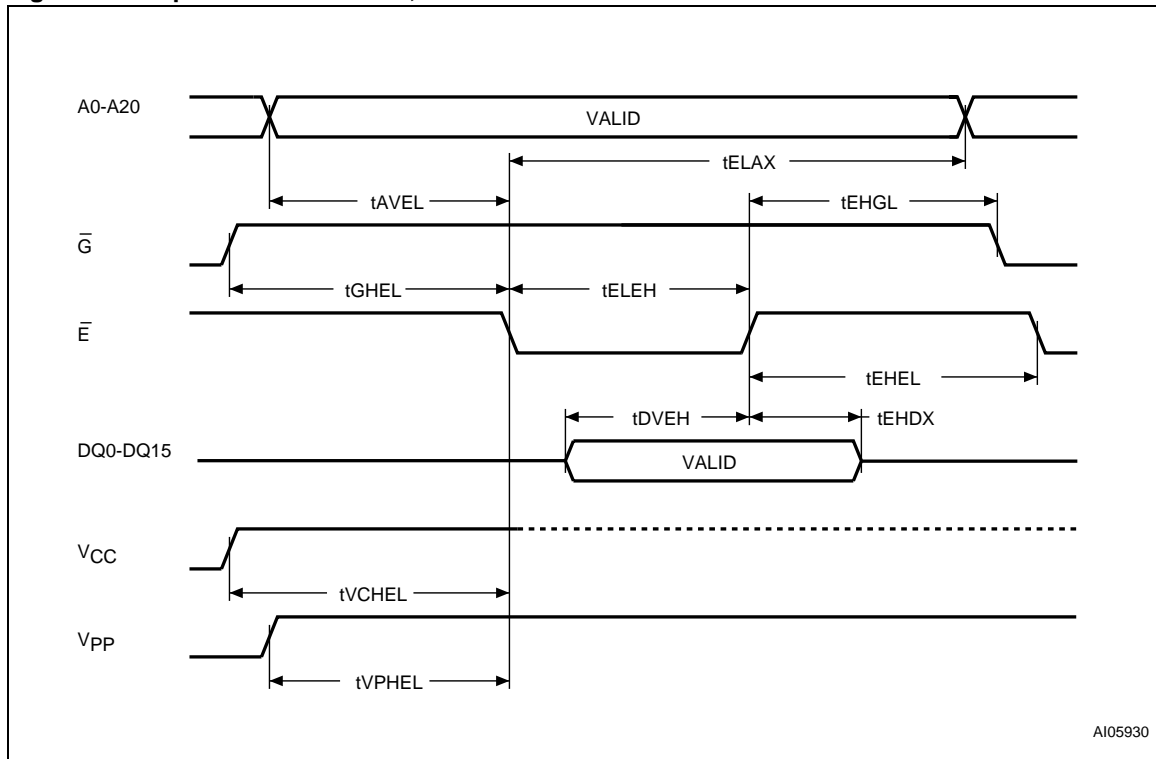 A0-A20
VALID
tELAX
tAVEL
tEHGL
G̅
tGHEL
tELEH
E̅
tEHEL
tDVEH
tEHDX
DQ0-DQ15
VALID
VCC
tVCHEL
VPP
tVPHEL
AI05930